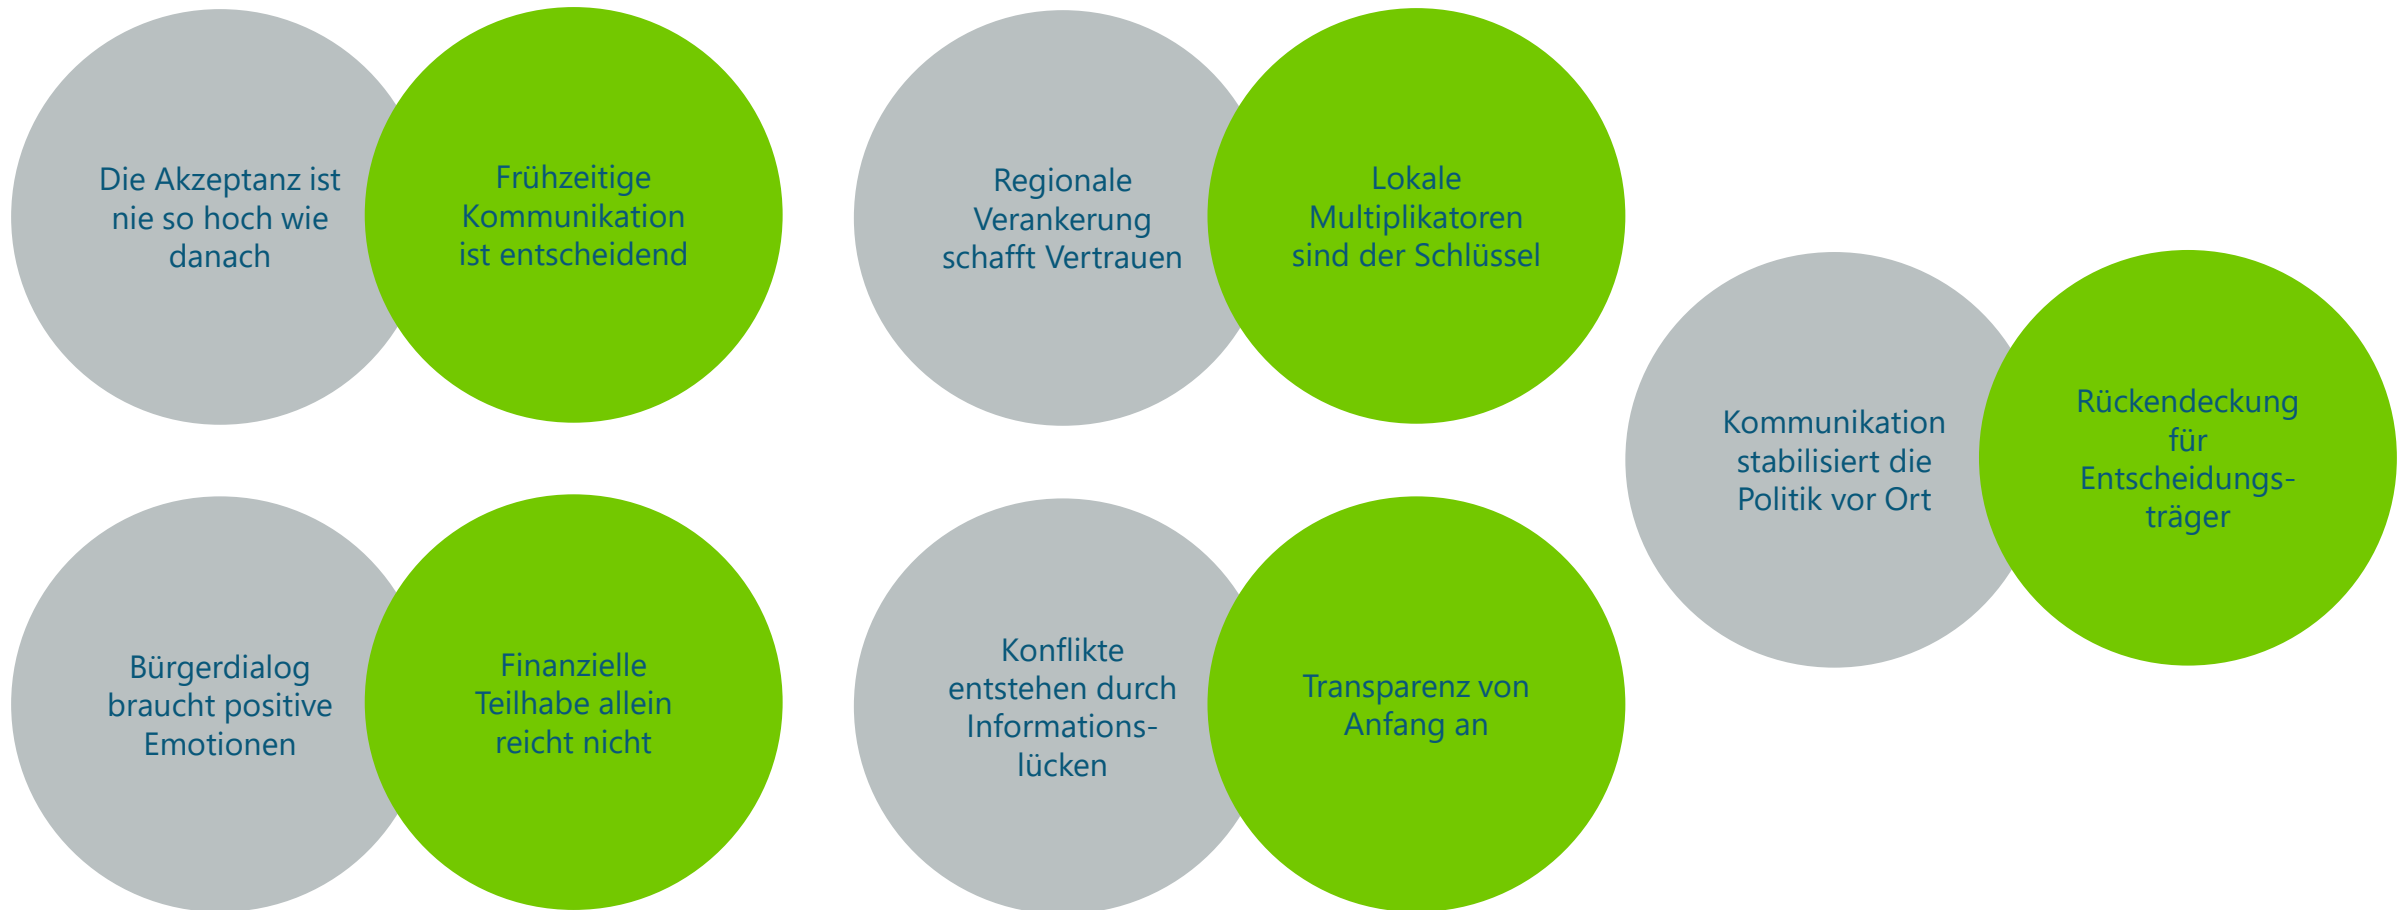 Die Akzeptanz ist
nie so hoch wie
danach
Frühzeitige
Kommunikation
ist entscheidend
Regionale
Verankerung
schafft Vertrauen
Lokale
Multiplikatoren
sind der Schlüssel
Kommunikation
stabilisiert die
Politik vor Ort
Rückendeckung
für
Entscheidungs-
träger
Bürgerdialog
braucht positive
Emotionen
Finanzielle
Teilhabe allein
reicht nicht
Konflikte
entstehen durch
Informations-
lücken
Transparenz von
Anfang an